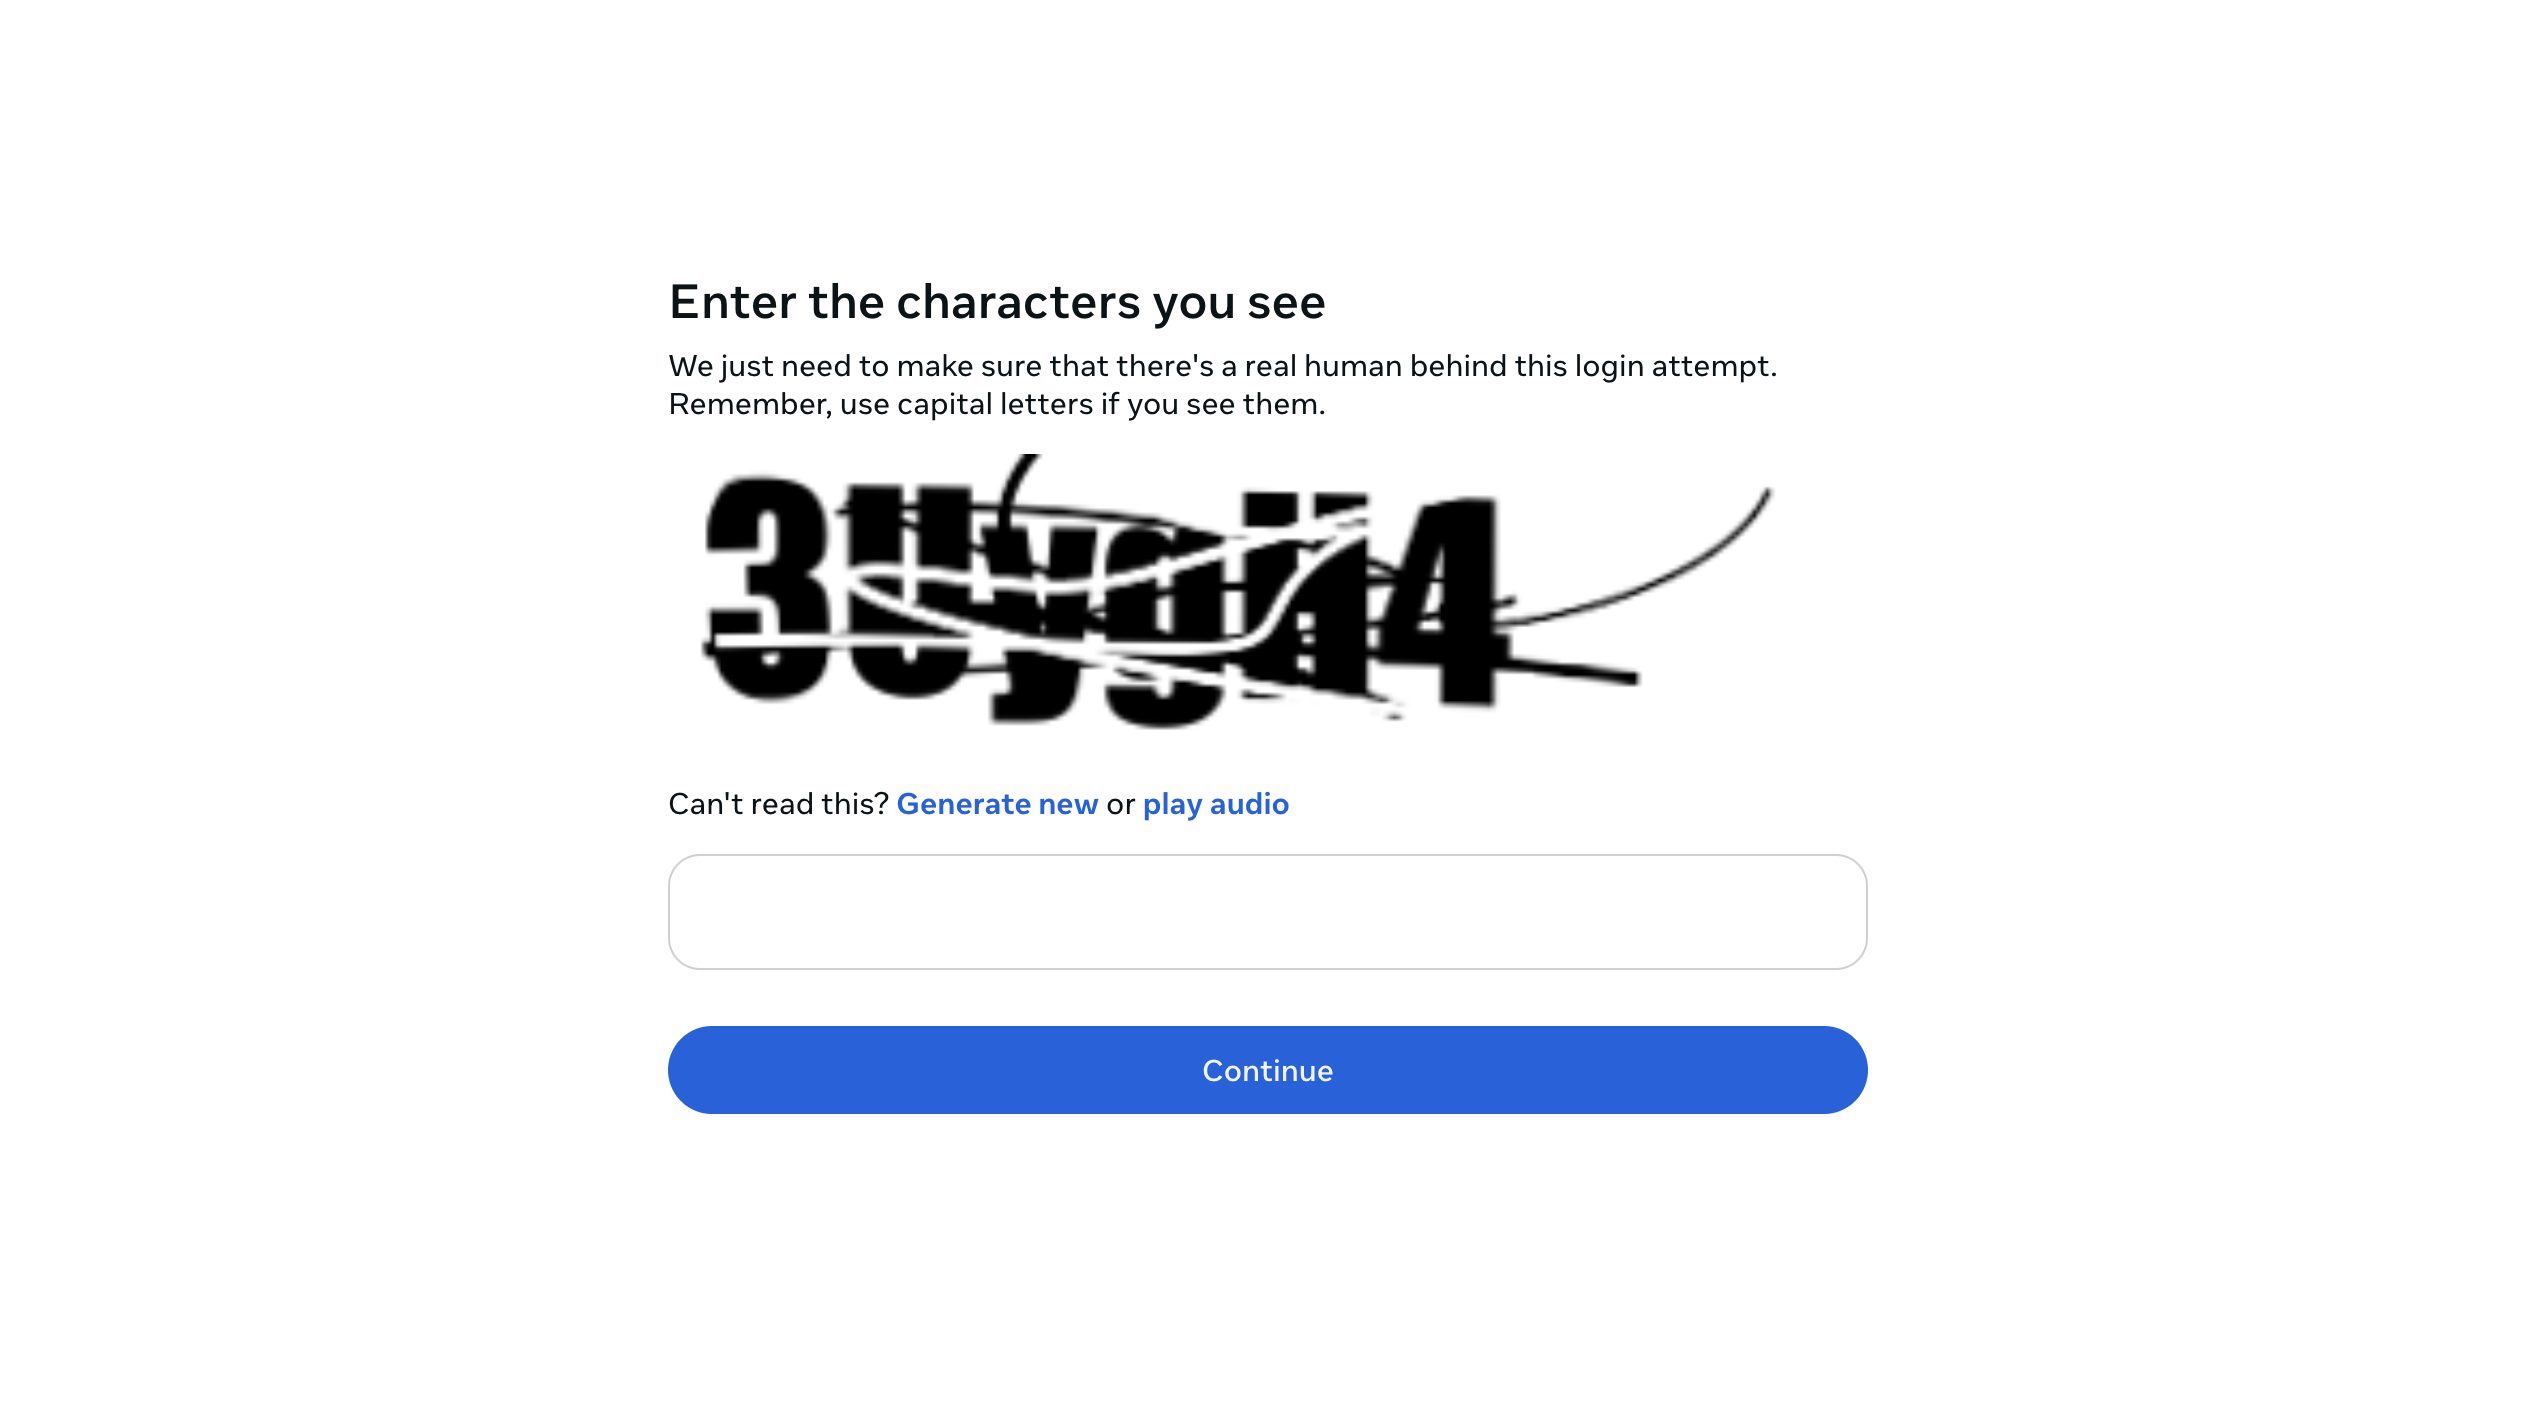 Enter the characters you see
We just need to make sure that there's a real human behind this login attempt.
Remember, use capital letters if you see them.
Can't read this? Generate new or play audio
Continue